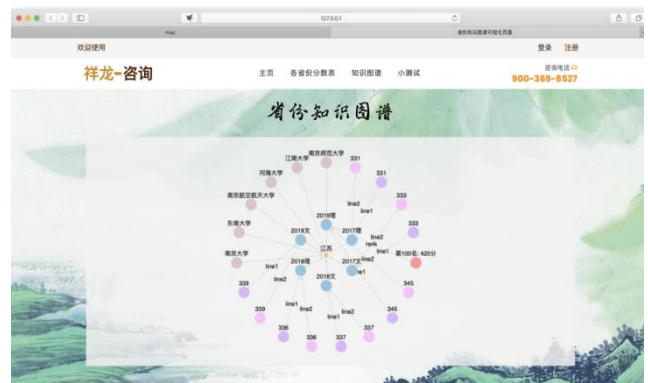 127.0.0.1
map
省份知识图谱可视化页面
欢迎使用
登录 注册
祥龙-咨询
主页 各省份分数表 知识图谱 小测试
咨询电话
900-369-8527
省份知识图谱
南京师范大学
江南大学
331
河海大学
331
南京航空航天大学
333
line2
line1
东南大学
2019理
333
2019文
2017理
line2
rank
江苏
南京大学
第100名: 420分
2018理
2017文
line2
line1
line2
338
2016文
345
339
line1
line2
line2
345
line1
336
336
337
337